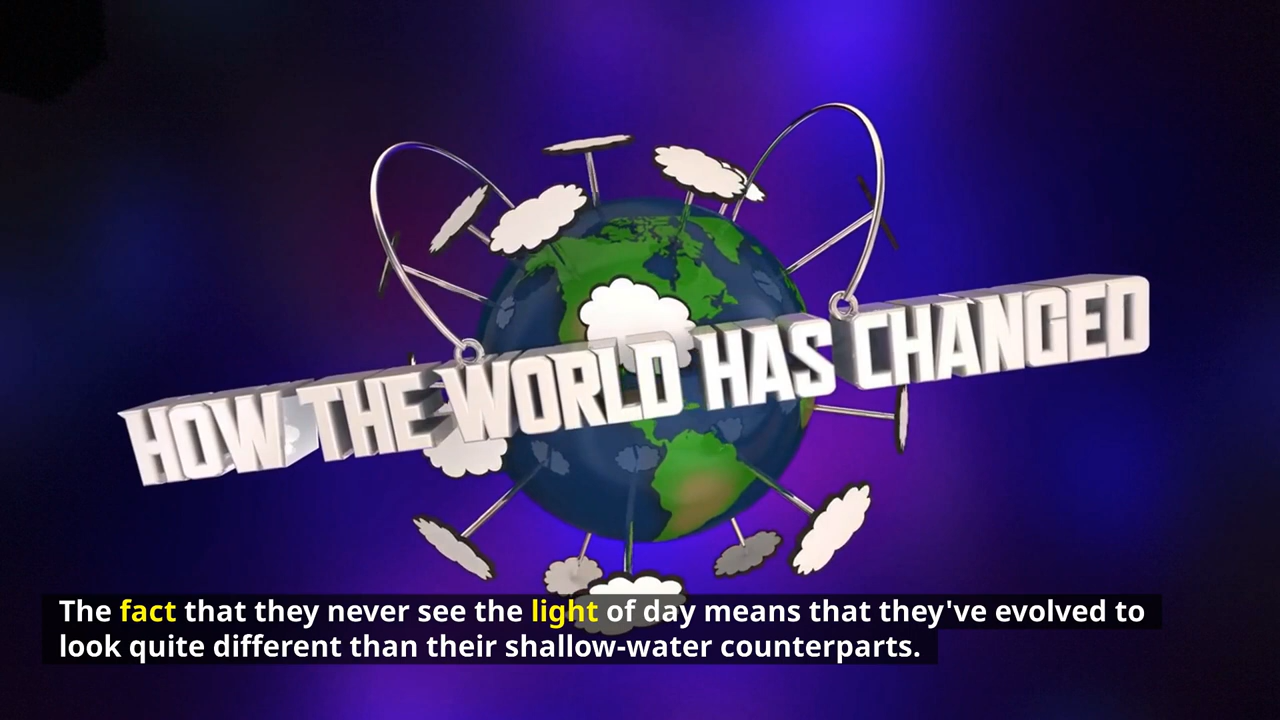 HOW THE WORLD HAS CHANGED
The fact that they never see the light of day means that they've evolved to
look quite different than their shallow-water counterparts.